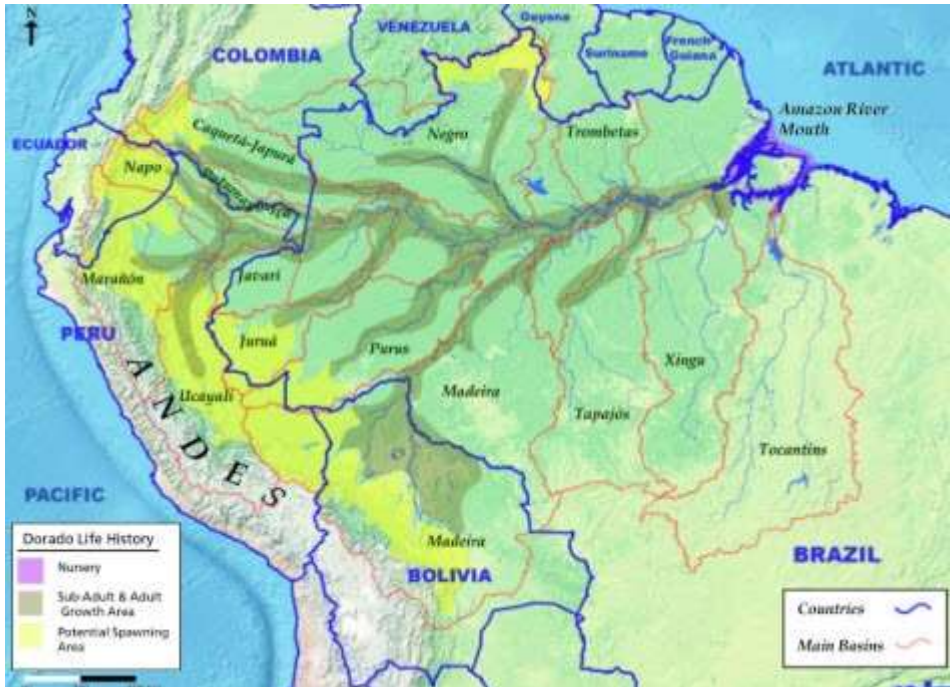 N
COLOMBIA
VENEZUELA
Guyana
Suriname
French
Guiana
ATLANTIC
Amazon River
Mouth
ECUADOR
Caquetá-Japurá
Negro
Trombetas
Napo
Marañón
Javari
PERU
Juruá
Purus
Xingu
Ucayali
Madeira
Tapajós
Tocantins
ANDES
PACIFIC
Madeira
BOLIVIA
BRAZIL
Dorado Life History
Nursery
Sub-Adult & Adult
Growth Area
Potential Spawning
Area
Countries
Main Basins